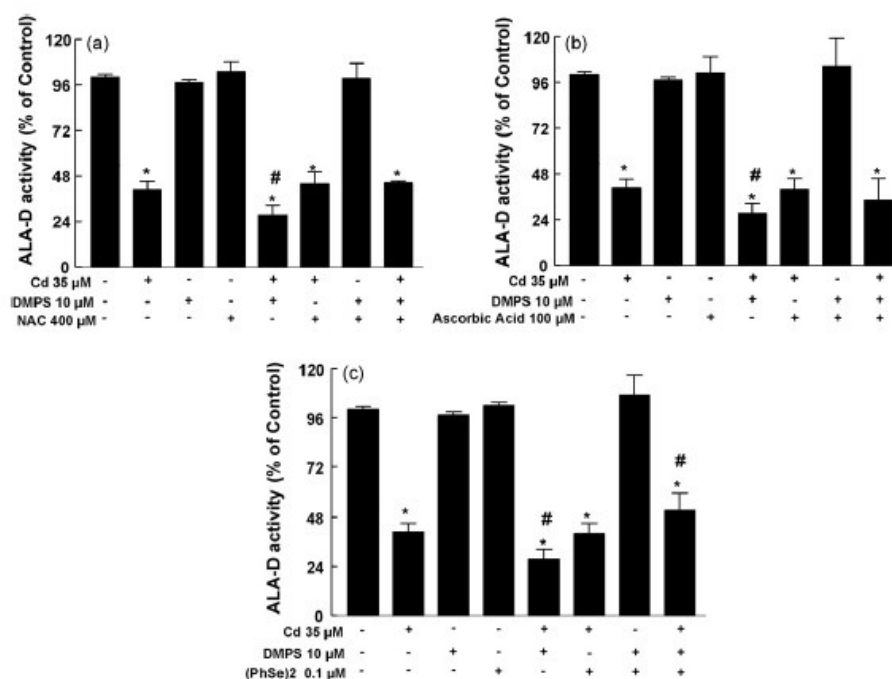 (a)
ALA-D activity (% of Control)
120
96
72
48
24
0
* # * * *
Cd 35 µM - + - - + + - +
DMPS 10 µM - - + - + - + +
NAC 400 µM - - - + - + + +
(b)
ALA-D activity (% of Control)
120
96
72
48
24
0
* # * * *
Cd 35 µM - + - - + + - +
DMPS 10 µM - - + - + - + +
Ascorbic Acid 100 µM - - - + - + + +
(c)
ALA-D activity (% of Control)
120
96
72
48
24
0
* # * * # *
Cd 35 µM - + - - + + - +
DMPS 10 µM - - + - + - + +
(PhSe)2 0.1 µM - - - + - + + +